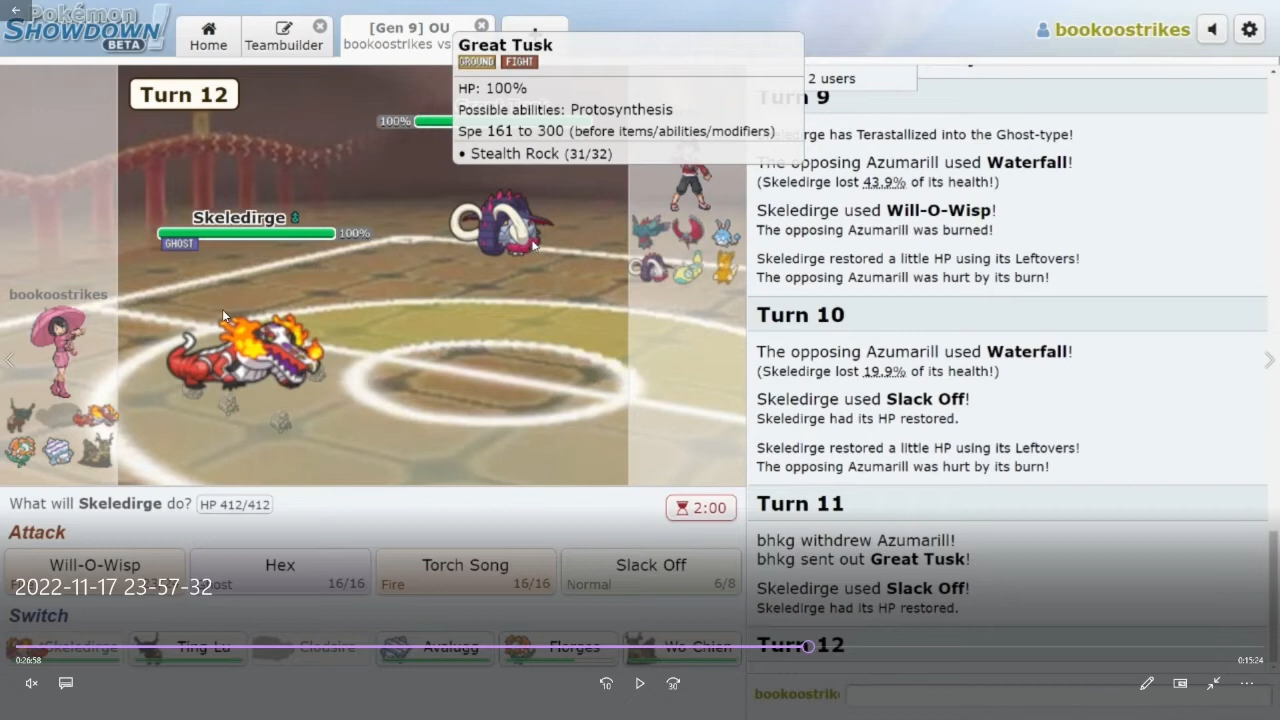 Pokémon
SHOWDOWN!
BETA
Home
Teambuilder
[Gen 9] OU
bookoostrikes vs
bookoostrikes
Great Tusk
GROUND FIGHT
HP: 100%
Possible abilities: Protosynthesis
Spe 161 to 300 (before items/abilities/modifiers)
• Stealth Rock (31/32)
2 users
Turn 12
100%
Skeledirge
100%
GHOST
bookoostrikes
Turn 9
Skeledirge has Terastallized into the Ghost-type!
The opposing Azumarill used Waterfall!
(Skeledirge lost 43.9% of its health!)
Skeledirge used Will-O-Wisp!
The opposing Azumarill was burned!
Skeledirge restored a little HP using its Leftovers!
The opposing Azumarill was hurt by its burn!
Turn 10
The opposing Azumarill used Waterfall!
(Skeledirge lost 19.9% of its health!)
Skeledirge used Slack Off!
Skeledirge had its HP restored.
Skeledirge restored a little HP using its Leftovers!
The opposing Azumarill was hurt by its burn!
Turn 11
bhkg withdrew Azumarill!
bhkg sent out Great Tusk!
Skeledirge used Slack Off!
Skeledirge had its HP restored.
Turn 12
What will Skeledirge do? HP 412/412
2:00
Attack
Will-O-Wisp
Hex
16/16
Torch Song
Fire 16/16
Slack Off
Normal 6/8
2022-11-17 23-57-32
Switch
Skeledirge
Ting-Lu
Clodsire
Avalugg
Florges
Wo-Chien
0:26:58
0:15:24
10
30
bookoostrik